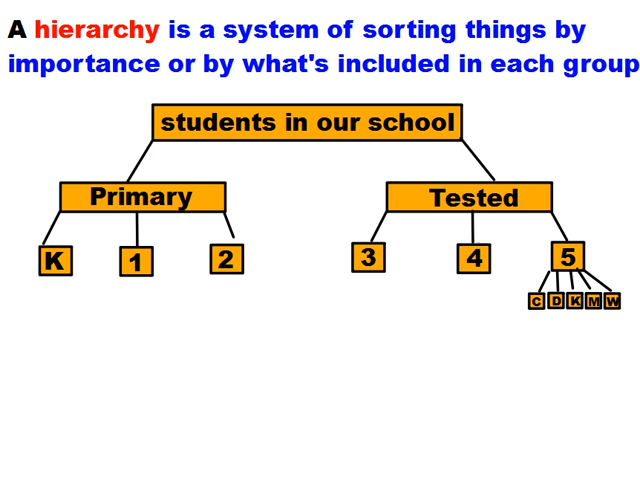 A hierarchy is a system of sorting things by
importance or by what's included in each group
students in our school
Primary
Tested
K
1
2
3
4
5
C
D
K
M
W